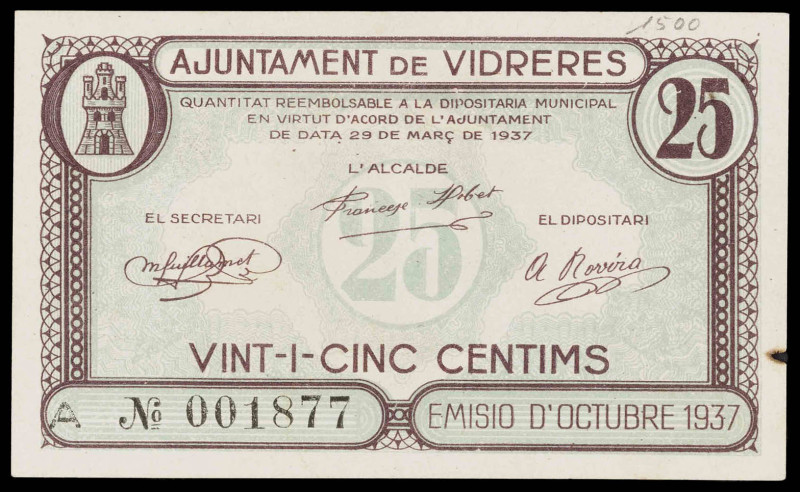 1500
AJUNTAMENT DE VIDRERES
25
QUANTITAT REEMBOLSABLE A LA DIPOSITARIA MUNICIPAL
EN VIRTUT D'ACORD DE L'AJUNTAMENT
DE DATA 29 DE MARÇ DE 1937
L'ALCALDE
EL SECRETARI
EL DIPOSITARI
25
A Rovira
VINT-I-CINC CENTIMS
A № 001877
EMISIO D'OCTUBRE 1937